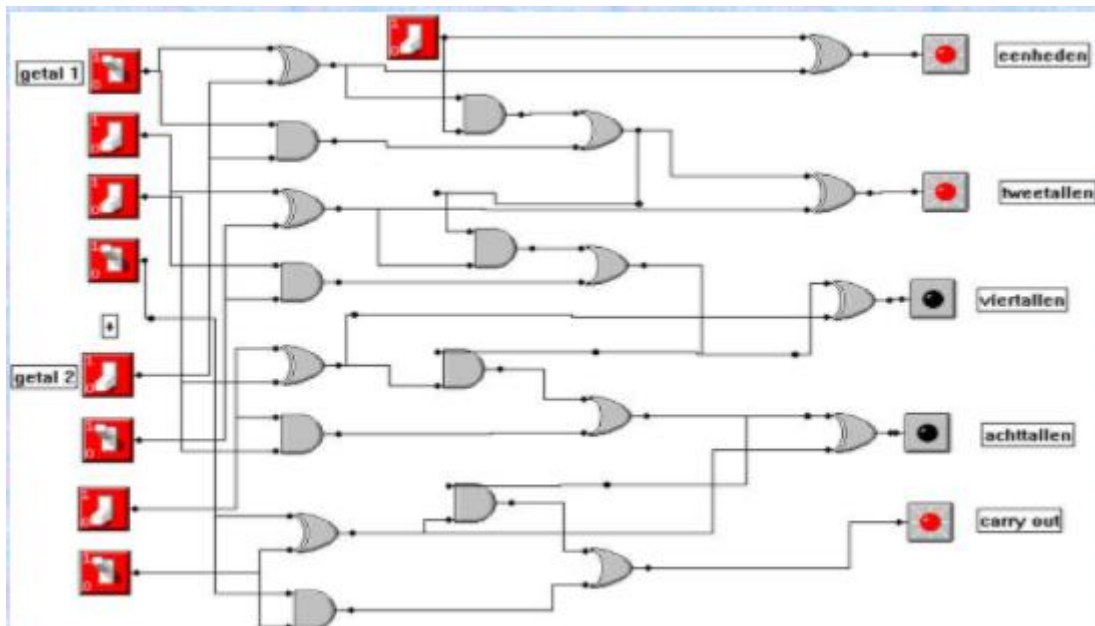 getal 1
eenheden
tweetallen
viertallen
+
getal 2
achttallen
carry out